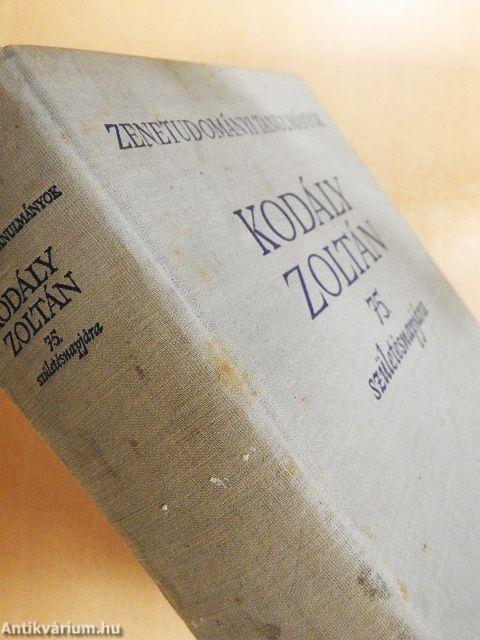 ZENETUDOMÁNYI TANULMÁNYOK
KODÁLY
ZOLTÁN
75.
születésnapjára
TANULMÁNYOK
KODÁLY
ZOLTÁN
75.
születésnapjára
Antikvárium.hu